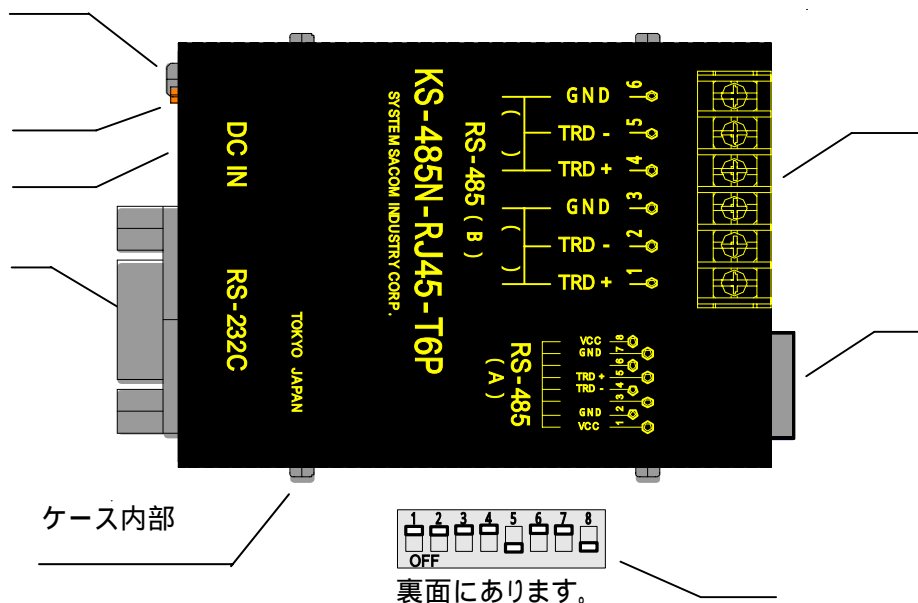 KS-485N-RJ45-T6P
SYSTEM SACOM INDUSTRY CORP.
DC IN
RS-232C
TOKYO JAPAN
RS-485 ( B )
GND 6
TRD - 5
TRD + 4
( )
GND 3
TRD - 2
TRD + 1
( )
RS-485
( A )
VCC 8
GND 7
6
TRD + 5
TRD - 4
3
GND 2
VCC 1
ケース内部
1 2 3 4 5 6 7 8
OFF
裏面にあります。